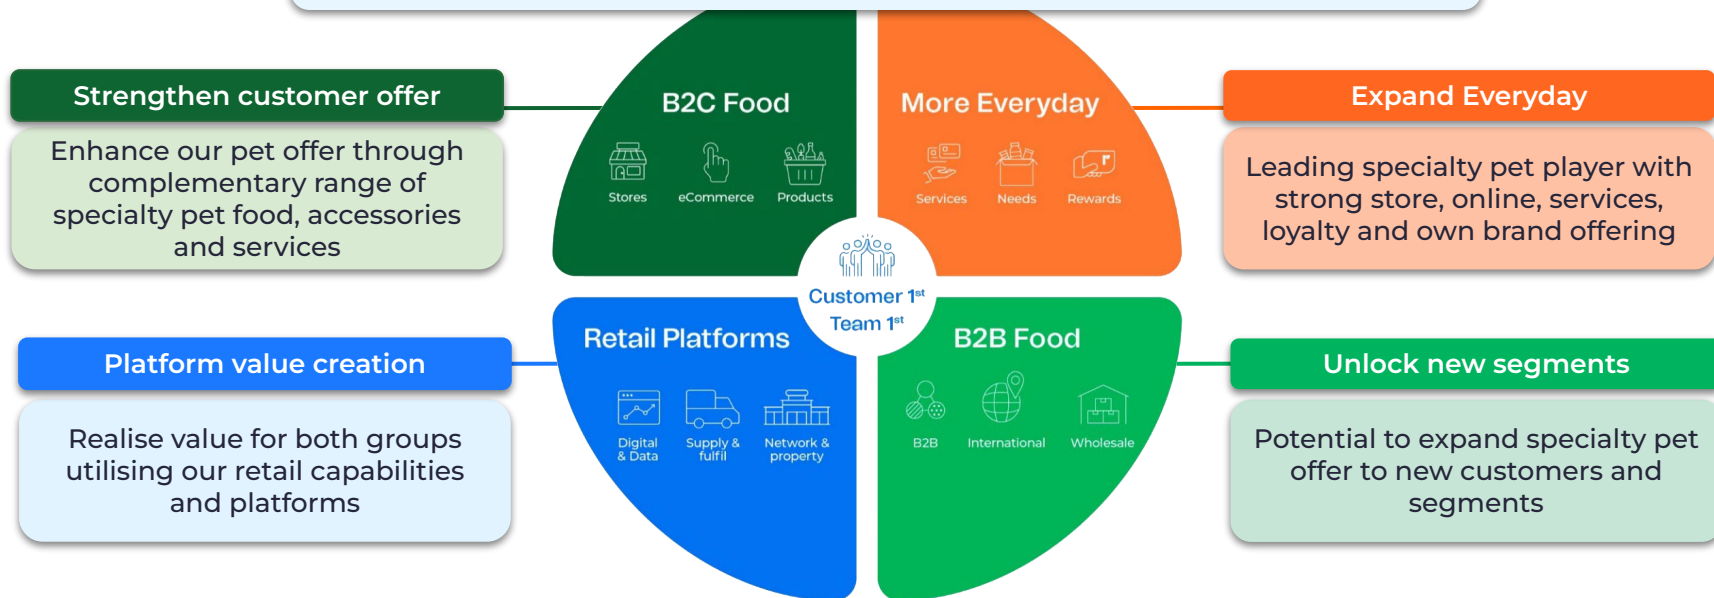 Strengthen customer offer
Enhance our pet offer through
complementary range of
specialty pet food, accessories
and services
B2C Food
Stores
eCommerce
Products
More Everyday
Services
Needs
Rewards
Expand Everyday
Leading specialty pet player with
strong store, online, services,
loyalty and own brand offering
Customer 1st
Team 1st
Platform value creation
Realise value for both groups
utilising our retail capabilities
and platforms
Retail Platforms
Digital
& Data
Supply &
fulfil
Network &
property
B2B Food
B2B
International
Wholesale
Unlock new segments
Potential to expand specialty pet
offer to new customers and
segments